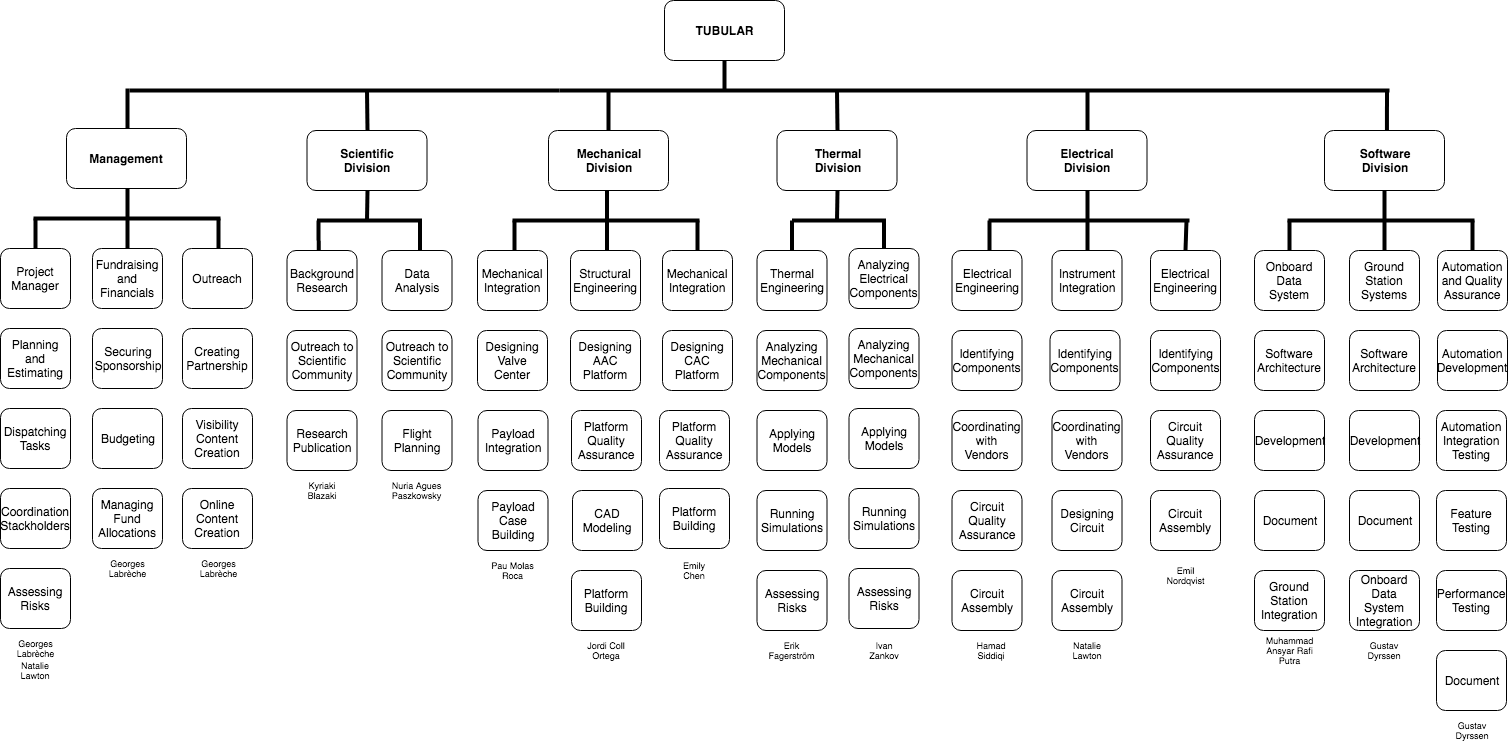 TUBULAR
Management
Scientific
Division
Mechanical
Division
Thermal
Division
Electrical
Division
Software
Division
Project
Manager
Planning
and
Estimating
Dispatching
Tasks
Coordination
Stackholders
Assessing
Risks
Georges
Labrèche
Natalie
Lawton
Fundraising
and
Financials
Securing
Sponsorship
Budgeting
Managing
Fund
Allocations
Georges
Labrèche
Outreach
Creating
Partnership
Visibility
Content
Creation
Online
Content
Creation
Georges
Labrèche
Background
Research
Outreach to
Scientific
Community
Research
Publication
Kyriaki
Blazaki
Data
Analysis
Outreach to
Scientific
Community
Flight
Planning
Nuria Agues
Paszkowsky
Mechanical
Integration
Designing
Valve
Center
Payload
Integration
Payload
Case
Building
Pau Molas
Roca
Structural
Engineering
Designing
AAC
Platform
Platform
Quality
Assurance
CAD
Modeling
Platform
Building
Jordi Coll
Ortega
Mechanical
Integration
Designing
CAC
Platform
Platform
Quality
Assurance
Platform
Building
Emily
Chen
Thermal
Engineering
Analyzing
Mechanical
Components
Applying
Models
Running
Simulations
Assessing
Risks
Erik
Fagerström
Analyzing
Electrical
Components
Analyzing
Mechanical
Components
Applying
Models
Running
Simulations
Assessing
Risks
Ivan
Zankov
Electrical
Engineering
Identifying
Components
Coordinating
with
Vendors
Circuit
Quality
Assurance
Circuit
Assembly
Hamad
Siddiqi
Instrument
Integration
Identifying
Components
Coordinating
with
Vendors
Designing
Circuit
Circuit
Assembly
Natalie
Lawton
Electrical
Engineering
Identifying
Components
Circuit
Quality
Assurance
Circuit
Assembly
Emil
Nordqvist
Onboard
Data
System
Software
Architecture
Development
Document
Ground
Station
Integration
Muhammad
Ansyar Rafi
Putra
Ground
Station
Systems
Software
Architecture
Development
Document
Onboard
Data
System
Integration
Gustav
Dyrssen
Automation
and Quality
Assurance
Automation
Development
Automation
Integration
Testing
Feature
Testing
Performance
Testing
Document
Gustav
Dyrssen